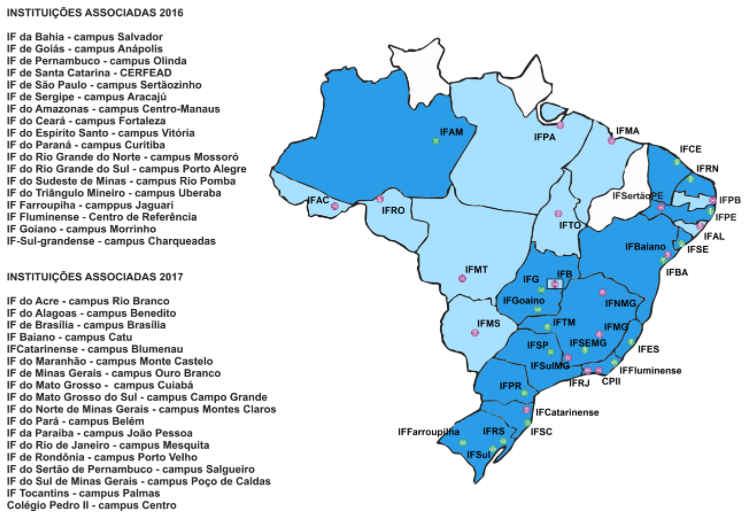 INSTITUIÇÕES ASSOCIADAS 2016
IF da Bahia - campus Salvador
IF de Goiás - campus Anápolis
IF de Pernambuco - campus Olinda
IF de Santa Catarina - CERFEAD
IF de São Paulo - campus Sertãozinho
IF de Sergipe - campus Aracajú
IF do Amazonas - campus Centro-Manaus
IF do Ceará - campus Fortaleza
IF do Espírito Santo - campus Vitória
IF do Paraná - campus Curitiba
IF do Rio Grande do Norte - campus Mossoró
IF do Rio Grande do Sul - campus Porto Alegre
IF do Sudeste de Minas - campus Rio Pomba
IF do Triângulo Mineiro - campus Uberaba
IF Farroupiha - camppus Jaguari
IF Fluminense - Centro de Referência
IF Goiano - campus Morrinho
IF-Sul-grandense - campus Charqueadas
INSTITUIÇÕES ASSOCIADAS 2017
IF do Acre - campus Rio Branco
IF do Alagoas - campus Benedito
IF de Brasília - campus Brasília
IF Baiano - campus Catu
IFCatarinense - campus Blumenau
IF do Maranhão - campus Monte Castelo
IF de Minas Gerais - campus Ouro Branco
IF do Mato Grosso - campus Cuiabá
IF do Mato Grosso do Sul - campus Campo Grande
IF do Norte de Minas Gerais - campus Montes Claros
IF do Pará - campus Belém
IF da Paraíba - campus João Pessoa
IF do Rio de Janeiro - campus Mesquita
IF de Rondônia - campus Porto Velho
IF do Sertão de Pernambuco - campus Salgueiro
IF do Sul de Minas Gerais - campus Poço de Caldas
IF Tocantins - campus Palmas
Colégio Pedro II - campus Centro
IFAM
IFPA
IFMA
IFCE
IFRN
IFSertãoPE
IFPB
IFPE
IFAL
IFSE
IFAC
IFRO
IFTO
IFBaiano
IFBA
IFMT
IFG
IFB
IFGoaino
IFNMG
IFMS
IFTM
IFMG
IFSP
IFSEMG
IFES
IFSulMG
IFFluminense
IFRJ
CPII
IFPR
IFCatarinense
IFFarroupilha
IFRS
IFSC
IFSul